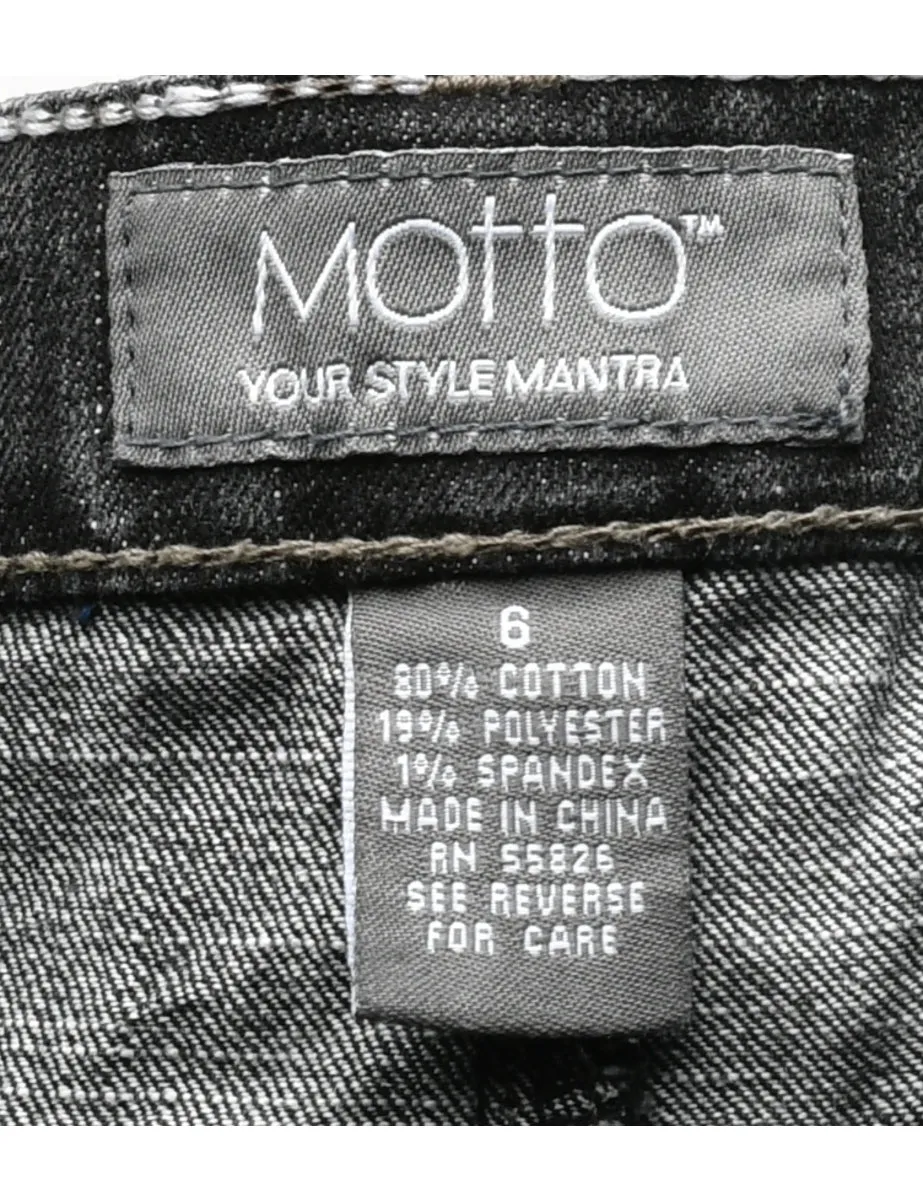 Motto™
YOUR STYLE MANTRA
6
80% COTTON
19% POLYESTER
1% SPANDEX
MADE IN CHINA
RN 55826
SEE REVERSE
FOR CARE